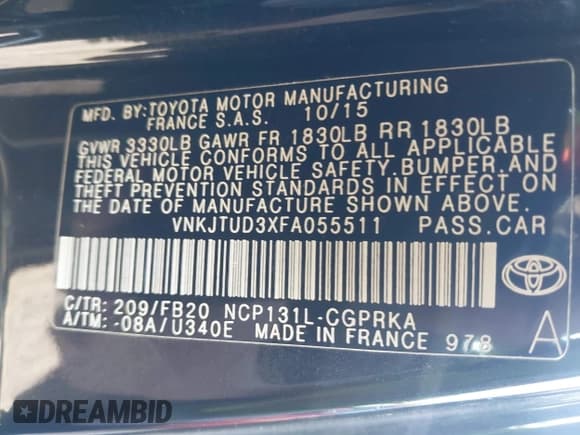 MFD. BY:TOYOTA MOTOR MANUFACTURING
FRANCE S.A.S. 10/15
GVWR 3330LB GAWR FR 1830LB RR 1830LB
THIS VEHICLE CONFORMS TO ALL APPLICABLE
FEDERAL MOTOR VEHICLE SAFETY.BUMPER,AND
THEFT PREVENTION STANDARDS IN EFFECT ON
THE DATE OF MANUFACTURE SHOWN ABOVE.
VNKJTUD3XFA055511 PASS.CAR
TOYOTA
C/TR: 209/FB20 NCP131L-CGPRKA
A/TM: -08A/U340E MADE IN FRANCE 978 A
DREAMBID